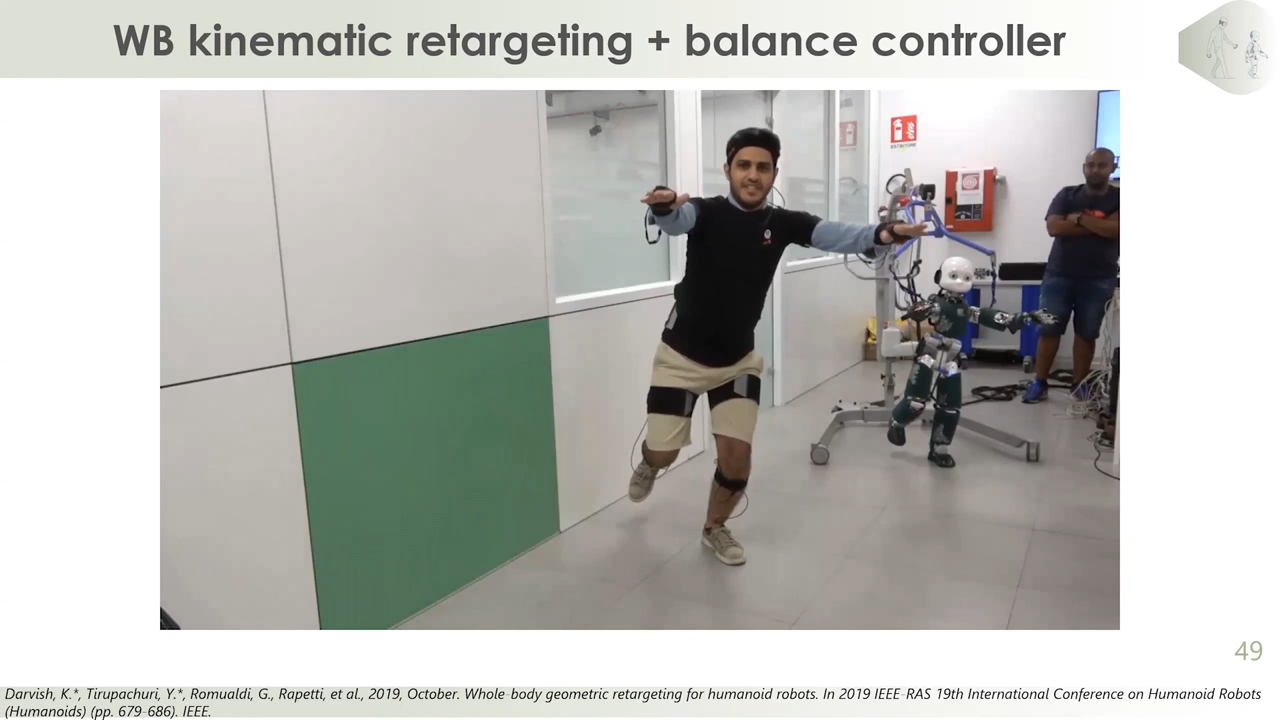 WB kinematic retargeting + balance controller
ESTINTORE
49
Darvish, K.*, Tirupachuri, Y.*, Romualdi, G., Rapetti, et al., 2019, October. Whole-body geometric retargeting for humanoid robots. In 2019 IEEE-RAS 19th International Conference on Humanoid Robots
(Humanoids) (pp. 679-686). IEEE.